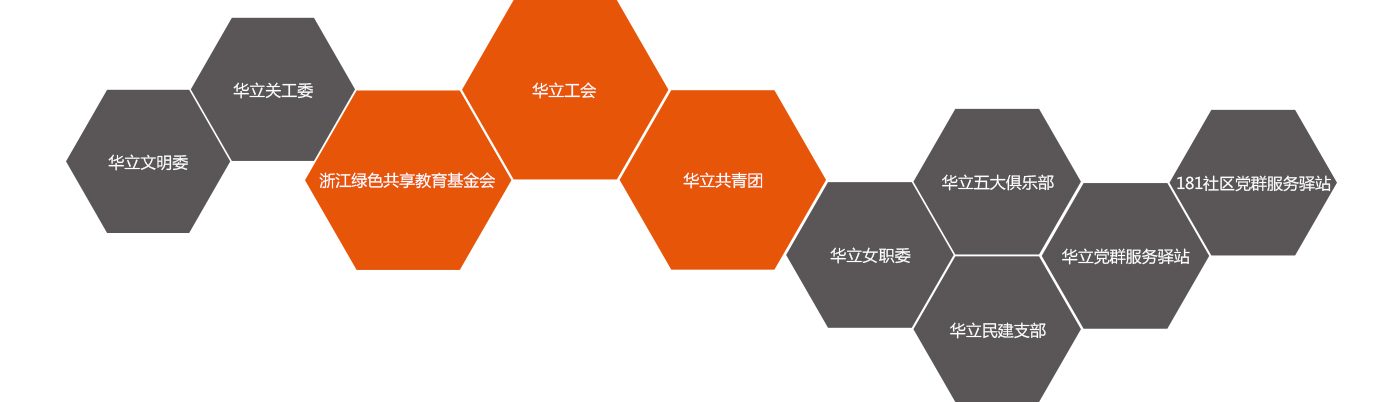 华立文明委
华立关工委
浙江绿色共享教育基金会
华立工会
华立共青团
华立女职委
华立五大俱乐部
华立民建支部
华立党群服务驿站
181社区党群服务驿站